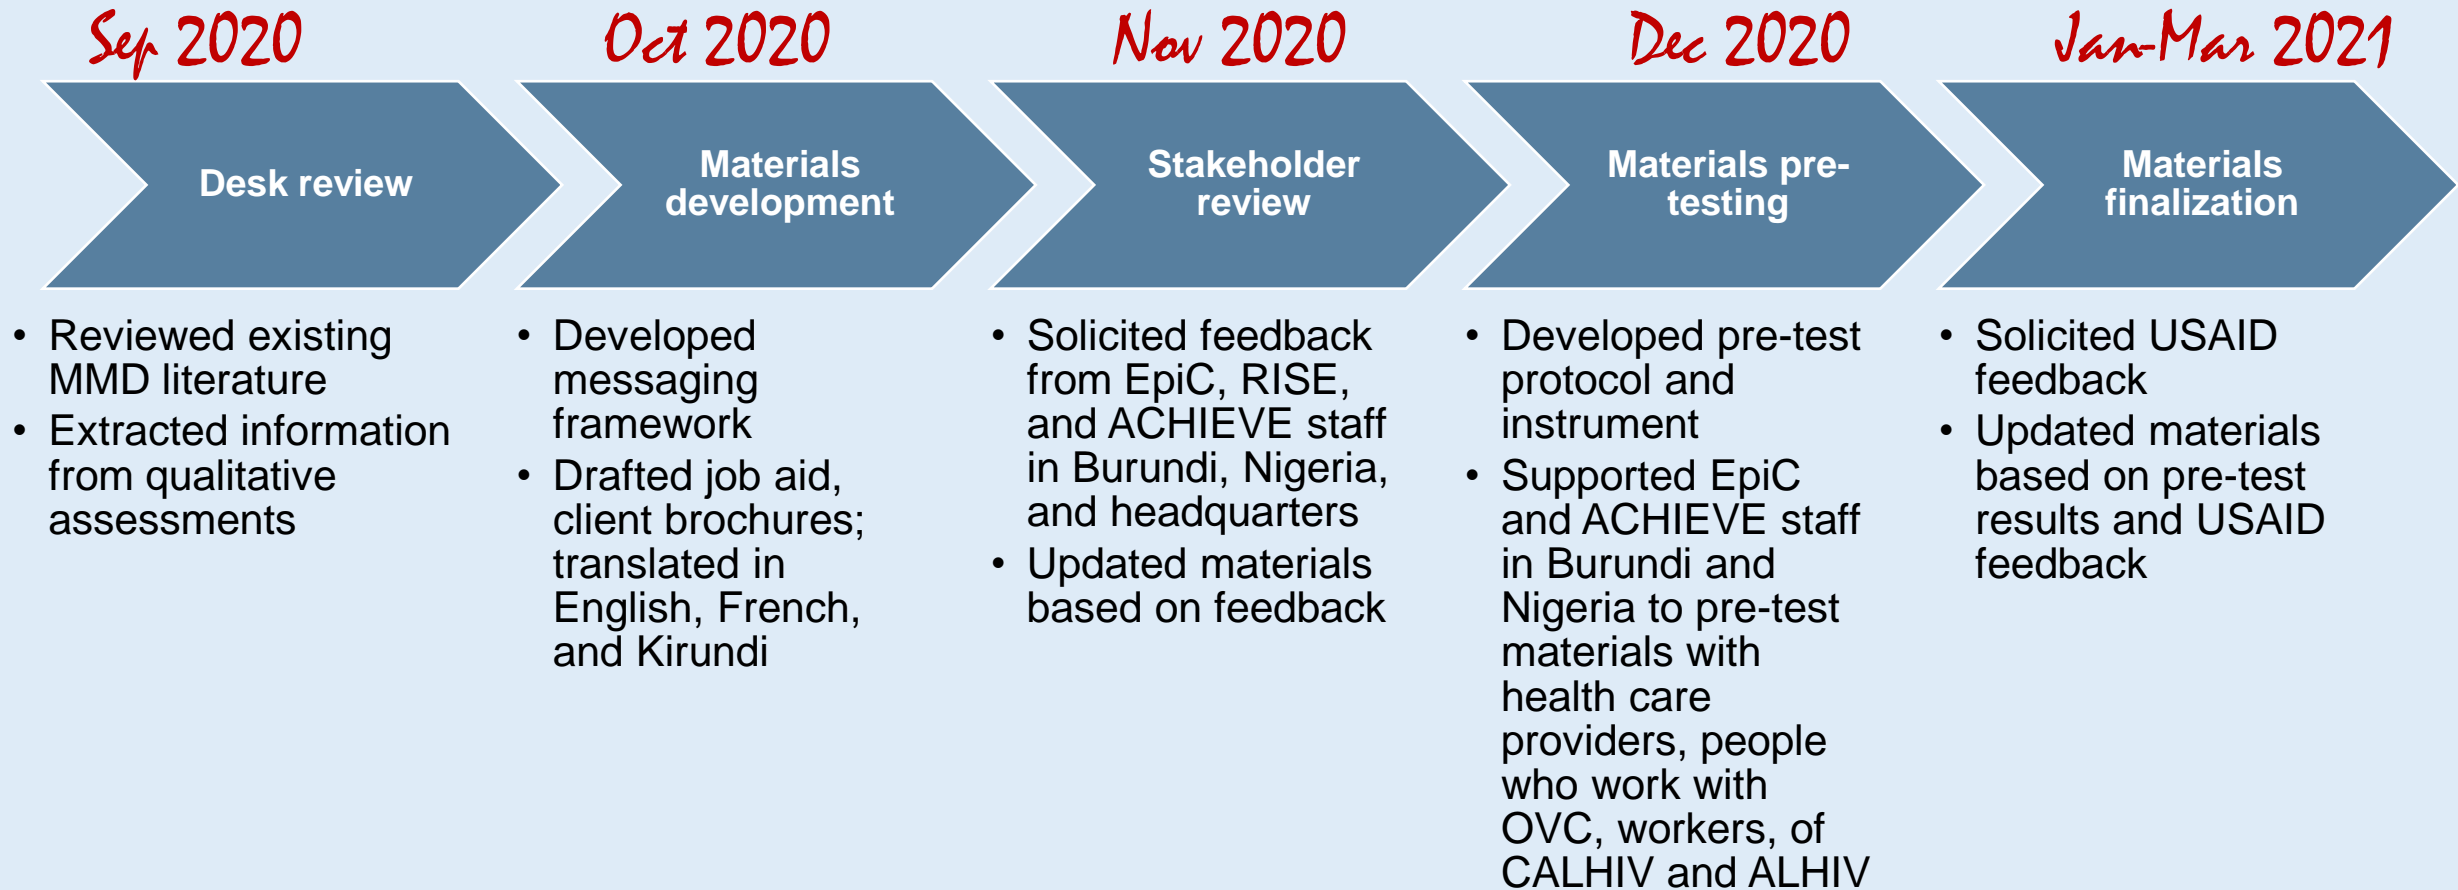 Sep 2020
Oct 2020
Nov 2020
Dec 2020
Jan-Mar 2021
Desk review
Materials
development
Stakeholder
review
Materials pre-
testing
Materials
finalization
• Reviewed existing
MMD literature
• Extracted information
from qualitative
assessments
• Developed
messaging
framework
• Drafted job aid,
client brochures;
translated in
English, French,
and Kirundi
• Solicited feedback
from EpiC, RISE,
and ACHIEVE staff
in Burundi, Nigeria,
and headquarters
• Updated materials
based on feedback
• Developed pre-test
protocol and
instrument
• Supported EpiC
and ACHIEVE staff
in Burundi and
Nigeria to pre-test
materials with
health care
providers, people
who work with
OVC, workers, of
CALHIV and ALHIV
• Solicited USAID
feedback
• Updated materials
based on pre-test
results and USAID
feedback